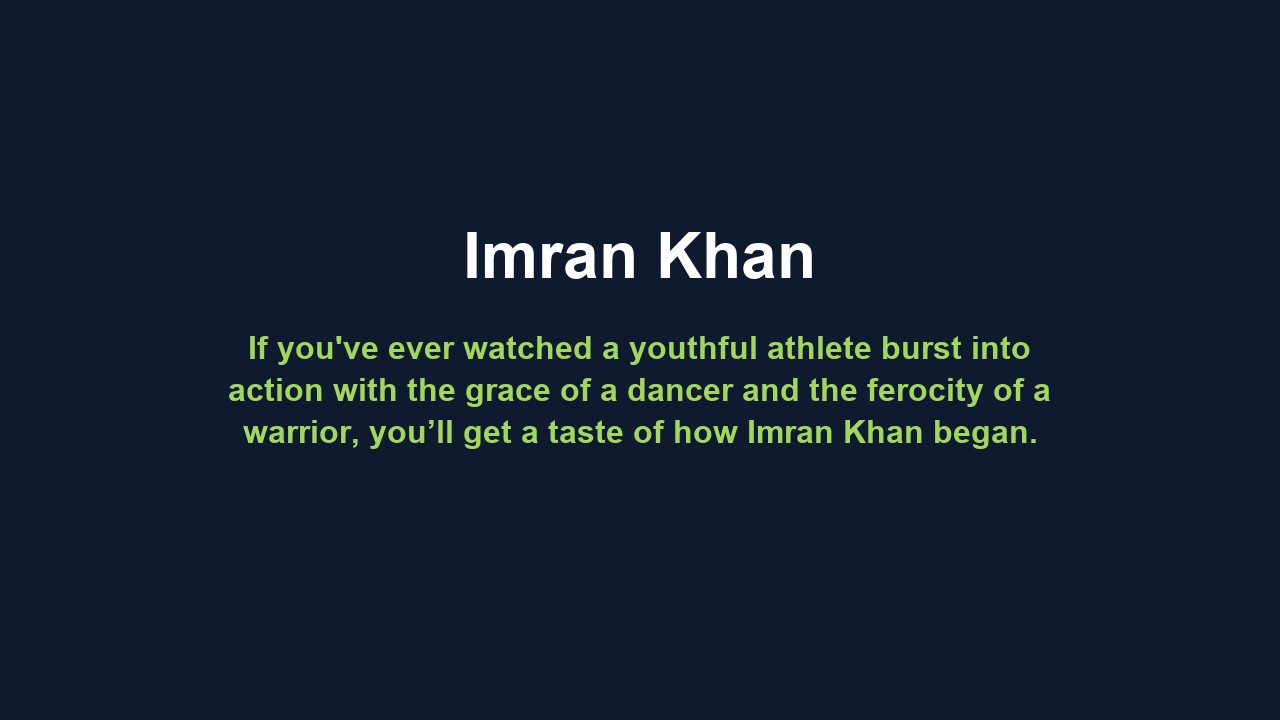 Imran Khan
If you've ever watched a youthful athlete burst into
action with the grace of a dancer and the ferocity of a
warrior, you’ll get a taste of how Imran Khan began.